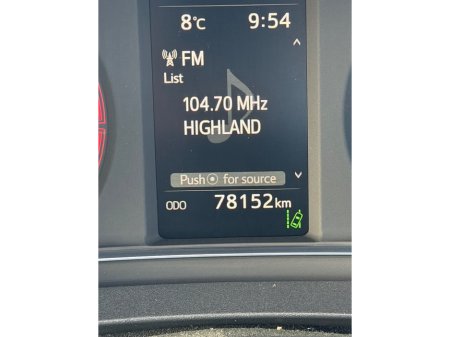 8°C 9:54
FM
List
104.70 MHz
HIGHLAND
Push for source
ODO 78152km